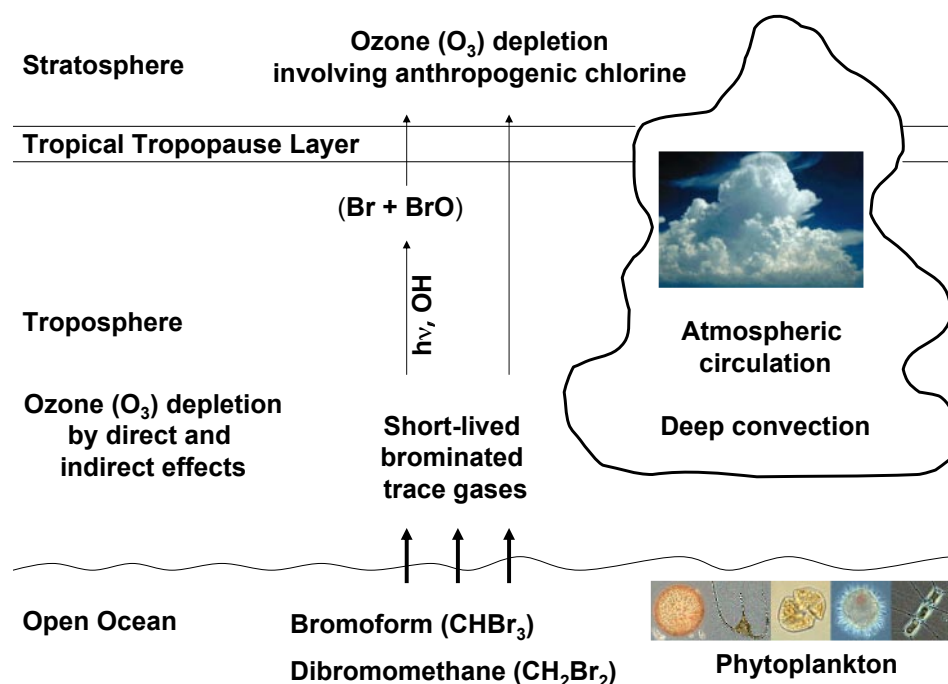 Stratosphere
Ozone (O₃) depletion
involving anthropogenic chlorine
Tropical Tropopause Layer
(Br + BrO)
hν, OH
Troposphere
Ozone (O₃) depletion
by direct and
indirect effects
Short-lived
brominated
trace gases
Atmospheric
circulation
Deep convection
Open Ocean
Bromoform (CHBr₃)
Dibromomethane (CH₂Br₂)
Phytoplankton